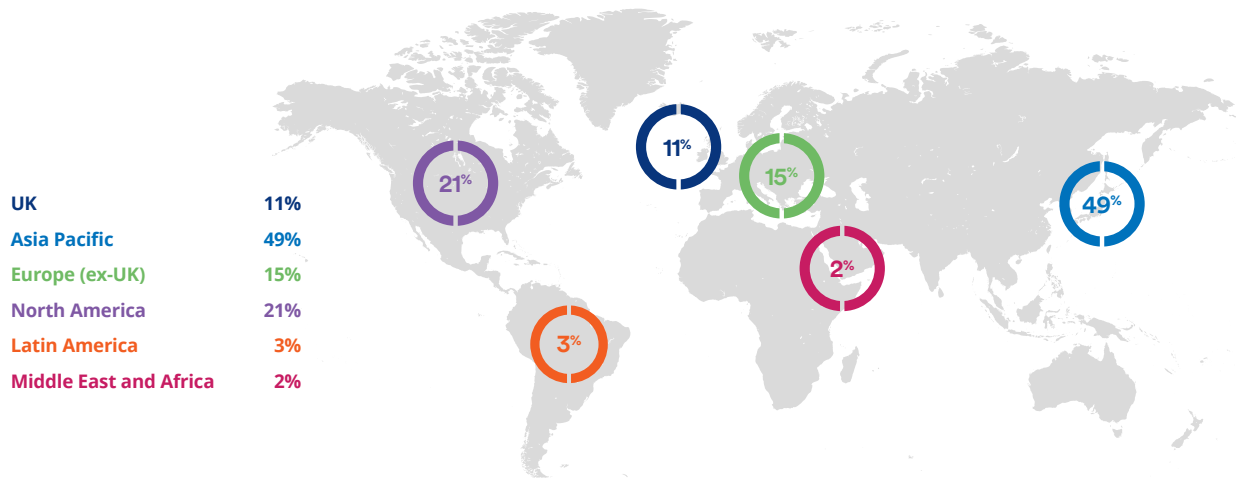 UK 11%
Asia Pacific 49%
Europe (ex-UK) 15%
North America 21%
Latin America 3%
Middle East and Africa 2%
11%
15%
21%
49%
2%
3%